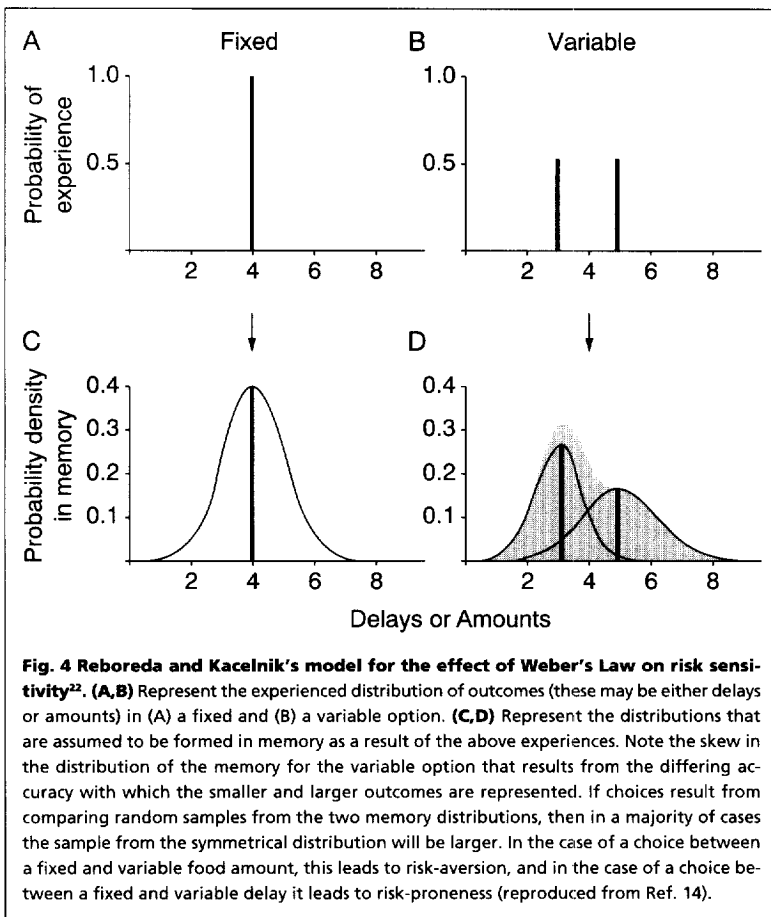 A Fixed
B Variable
Probability of
experience
1.0
0.5
2 4 6 8
1.0
0.5
2 4 6 8
C
D
Probability density
in memory
0.4
0.3
0.2
0.1
2 4 6 8
0.4
0.3
0.2
0.1
2 4 6 8
Delays or Amounts
Fig. 4 Reboreda and Kacelnik's model for the effect of Weber's Law on risk sensi-
tivity²². (A,B) Represent the experienced distribution of outcomes (these may be either delays
or amounts) in (A) a fixed and (B) a variable option. (C,D) Represent the distributions that
are assumed to be formed in memory as a result of the above experiences. Note the skew in
the distribution of the memory for the variable option that results from the differing ac-
curacy with which the smaller and larger outcomes are represented. If choices result from
comparing random samples from the two memory distributions, then in a majority of cases
the sample from the symmetrical distribution will be larger. In the case of a choice between
a fixed and variable food amount, this leads to risk-aversion, and in the case of a choice be-
tween a fixed and variable delay it leads to risk-proneness (reproduced from Ref. 14).